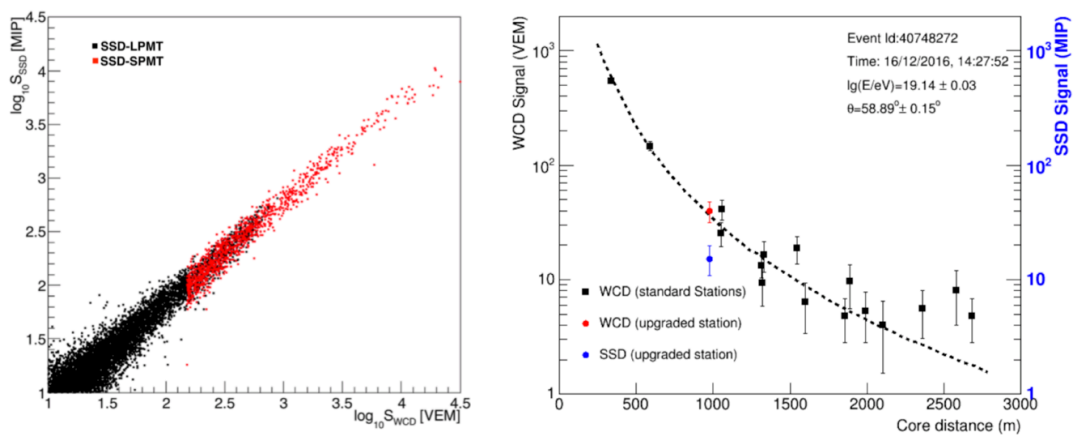 log₁₀S_SSD [MIP]
4.5
4
3.5
3
2.5
2
1.5
1
SSD-LPMT
SSD-SPMT
1 1.5 2 2.5 3 3.5 4 4.5
log₁₀S_WCD [VEM]
WCD Signal (VEM)
10³
10²
10
1
Event Id:40748272
Time: 16/12/2016, 14:27:52
lg(E/eV)=19.14 ± 0.03
θ=58.89°± 0.15°
WCD (standard Stations)
WCD (upgraded station)
SSD (upgraded station)
SSD Signal (MIP)
10³
10²
10
1
0 500 1000 1500 2000 2500 3000
Core distance (m)